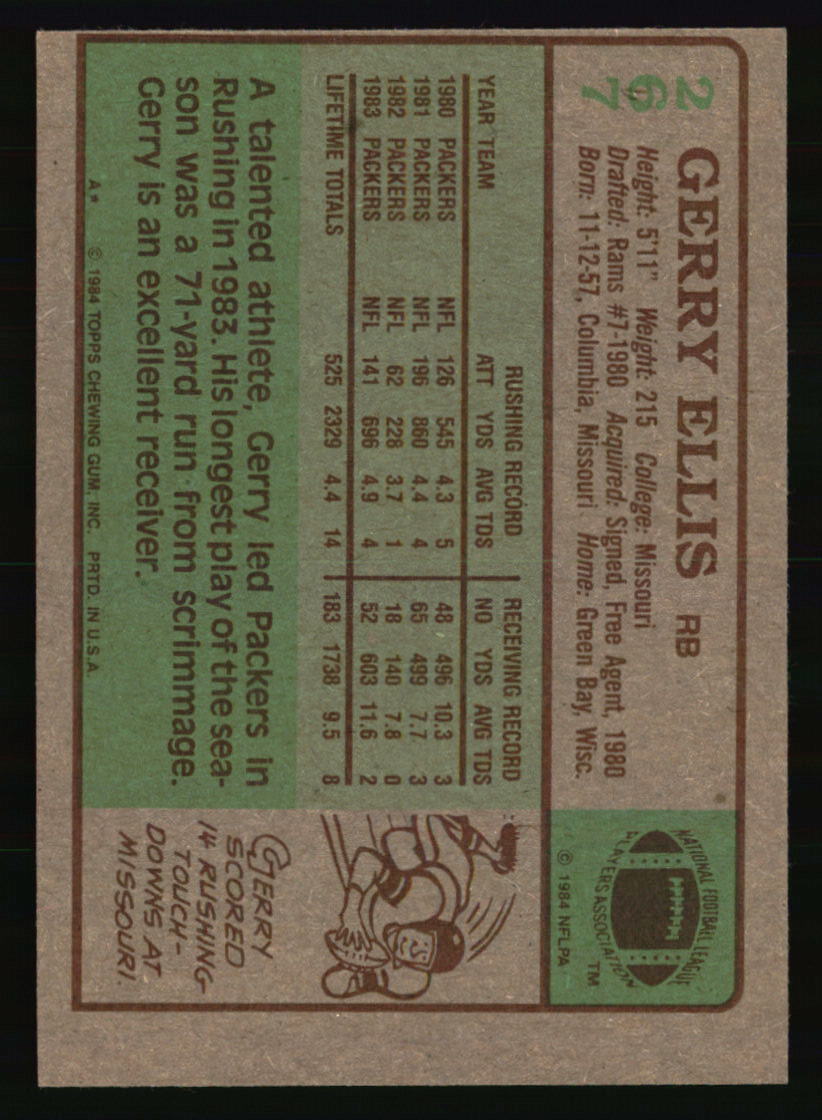 267
GERRY ELLIS RB
Height: 5'11" Weight: 215 College: Missouri
Drafted: Rams #7-1980 Acquired: Signed, Free Agent, 1980
Born: 11-12-57, Columbia, Missouri Home: Green Bay, Wisc.
NATIONAL FOOTBALL LEAGUE
PLAYERS ASSOCIATION
TM
© 1984 NFLPA
RUSHING RECORD RECEIVING RECORD
YEAR TEAM ATT YDS AVG TDS NO YDS AVG TDS
1980 PACKERS NFL 126 545 4.3 5 48 496 10.3 3
1981 PACKERS NFL 196 860 4.4 4 65 499 7.7 3
1982 PACKERS NFL 62 228 3.7 1 18 140 7.8 0
1983 PACKERS NFL 141 696 4.9 4 52 603 11.6 2
LIFETIME TOTALS 525 2329 4.4 14 183 1738 9.5 8
A talented athlete, Gerry led Packers in
Rushing in 1983. His longest play of the sea-
son was a 71-yard run from scrimmage.
Gerry is an excellent receiver.
GERRY
SCORED
14 RUSHING
TOUCH-
DOWNS AT
MISSOURI.
A* © 1984 TOPPS CHEWING GUM, INC. PRTD. IN U.S.A.